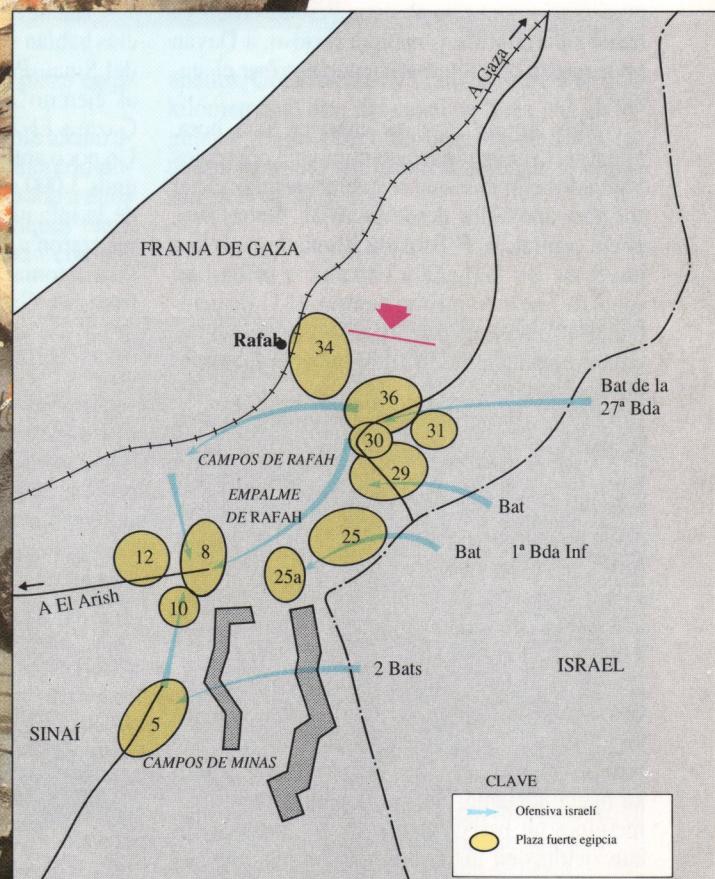 A Gaza
FRANJA DE GAZA
Rafah
34
36
Bat de la
27ª Bda
30
31
CAMPOS DE RAFAH
29
EMPALME
DE RAFAH
Bat
25
12
8
Bat 1ª Bda Inf
25a
A El Arish
10
2 Bats
ISRAEL
5
SINAÍ
CAMPOS DE MINAS
CLAVE
Ofensiva israelí
Plaza fuerte egipcia